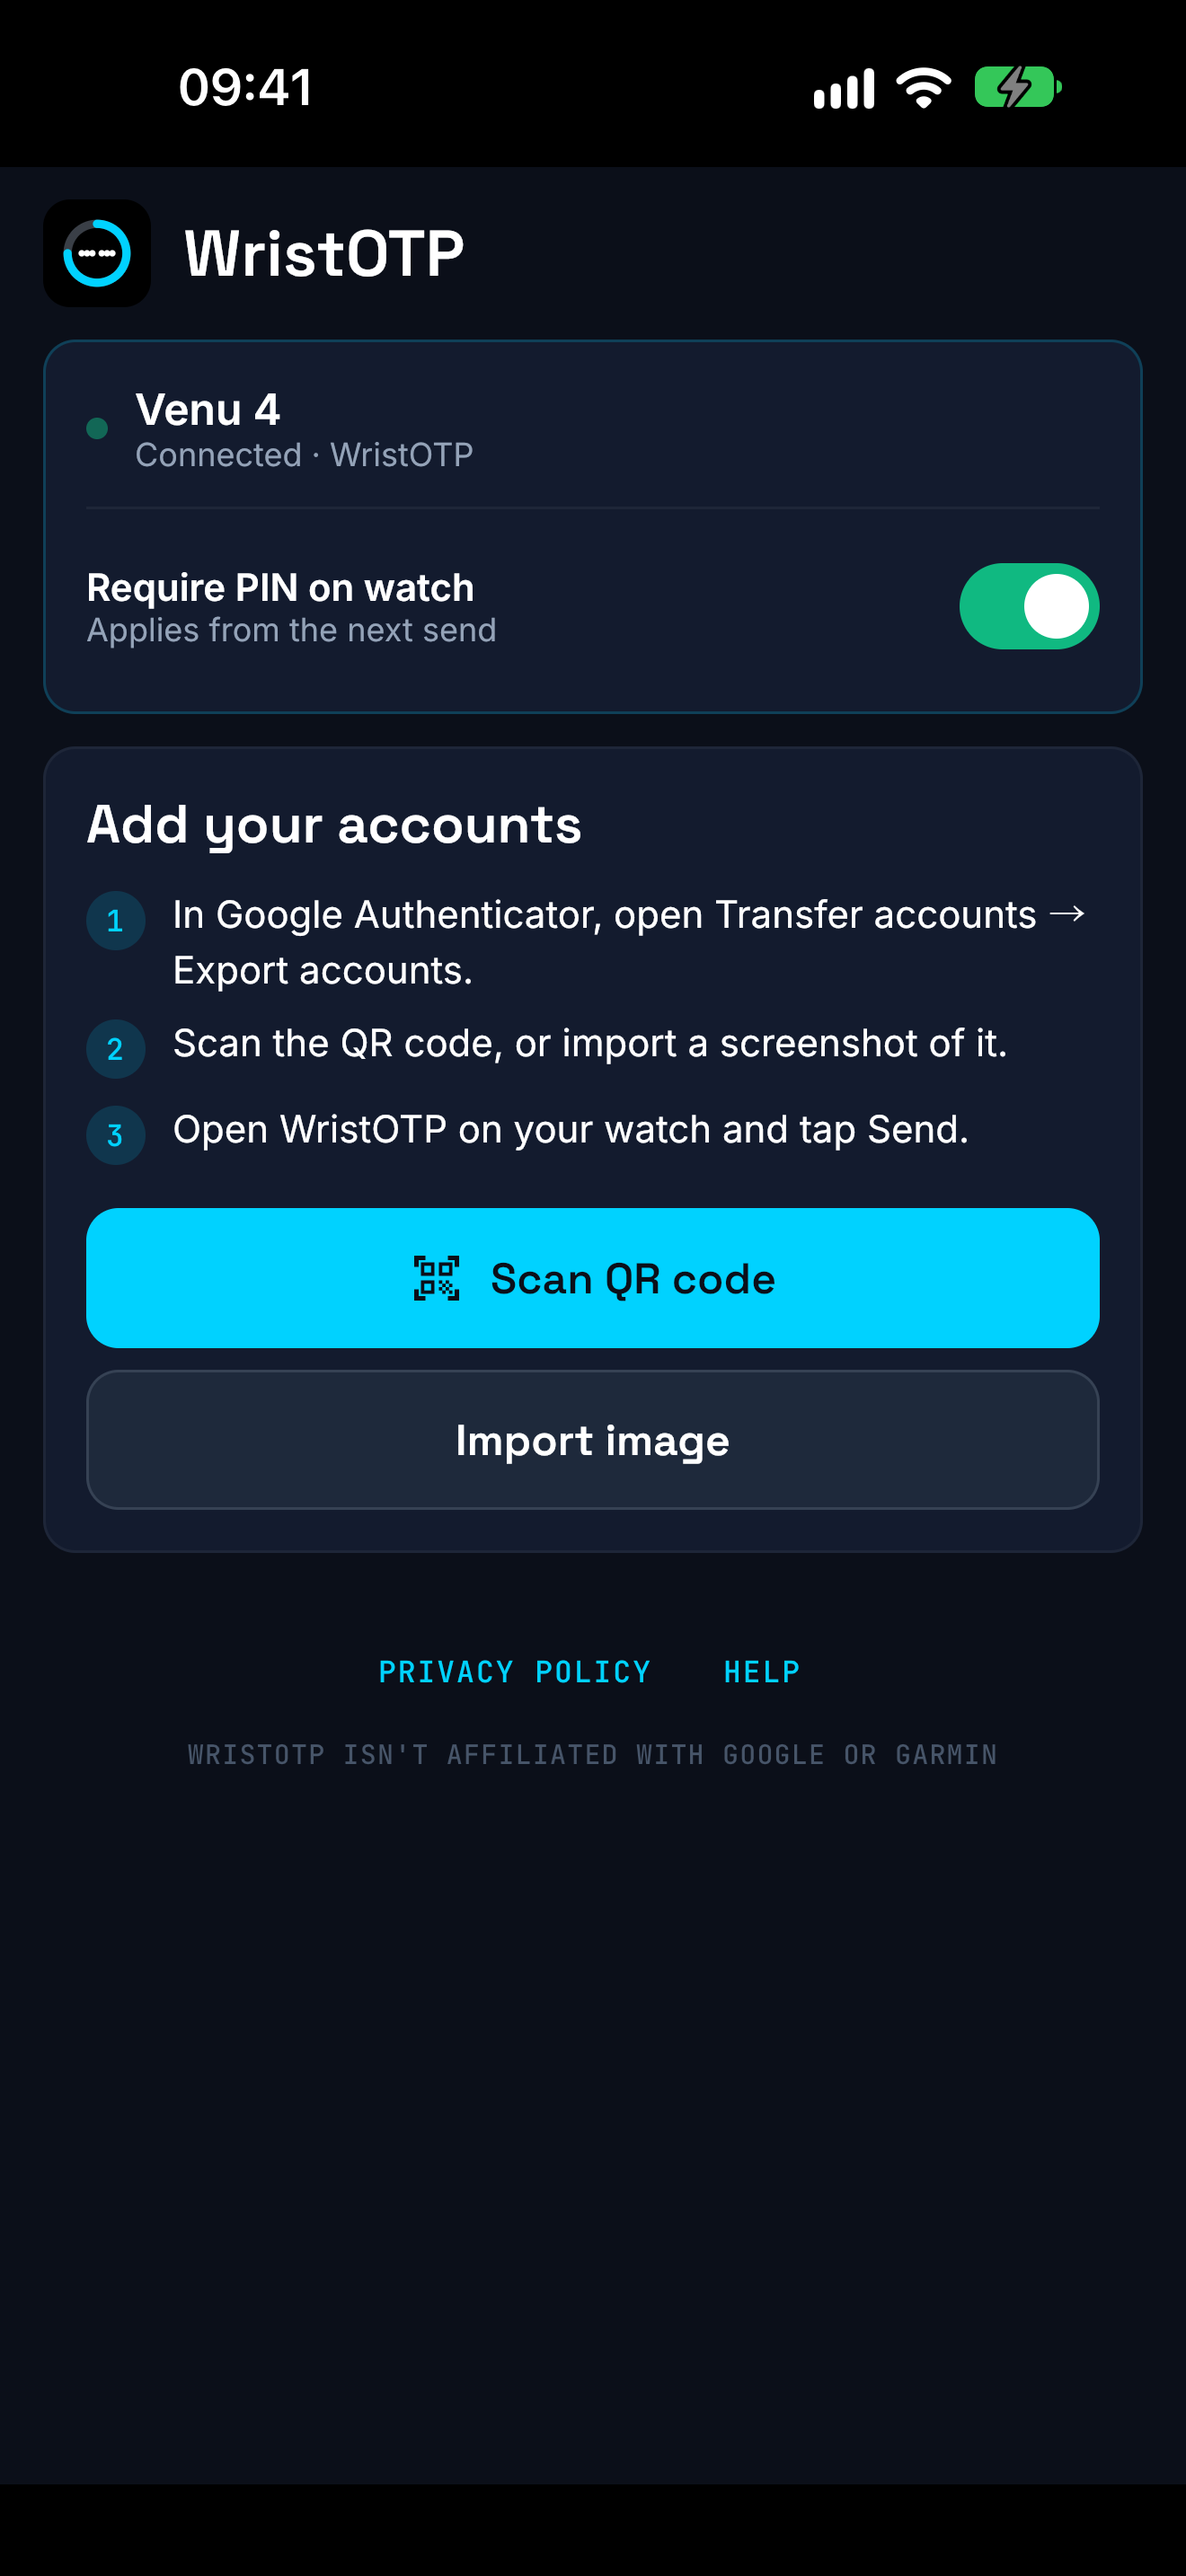 09:41
WristOTP
Venu 4
Connected · WristOTP
Require PIN on watch
Applies from the next send
Add your accounts
1 In Google Authenticator, open Transfer accounts →
Export accounts.
2 Scan the QR code, or import a screenshot of it.
3 Open WristOTP on your watch and tap Send.
Scan QR code
Import image
PRIVACY POLICY HELP
WRISTOTP ISN'T AFFILIATED WITH GOOGLE OR GARMIN